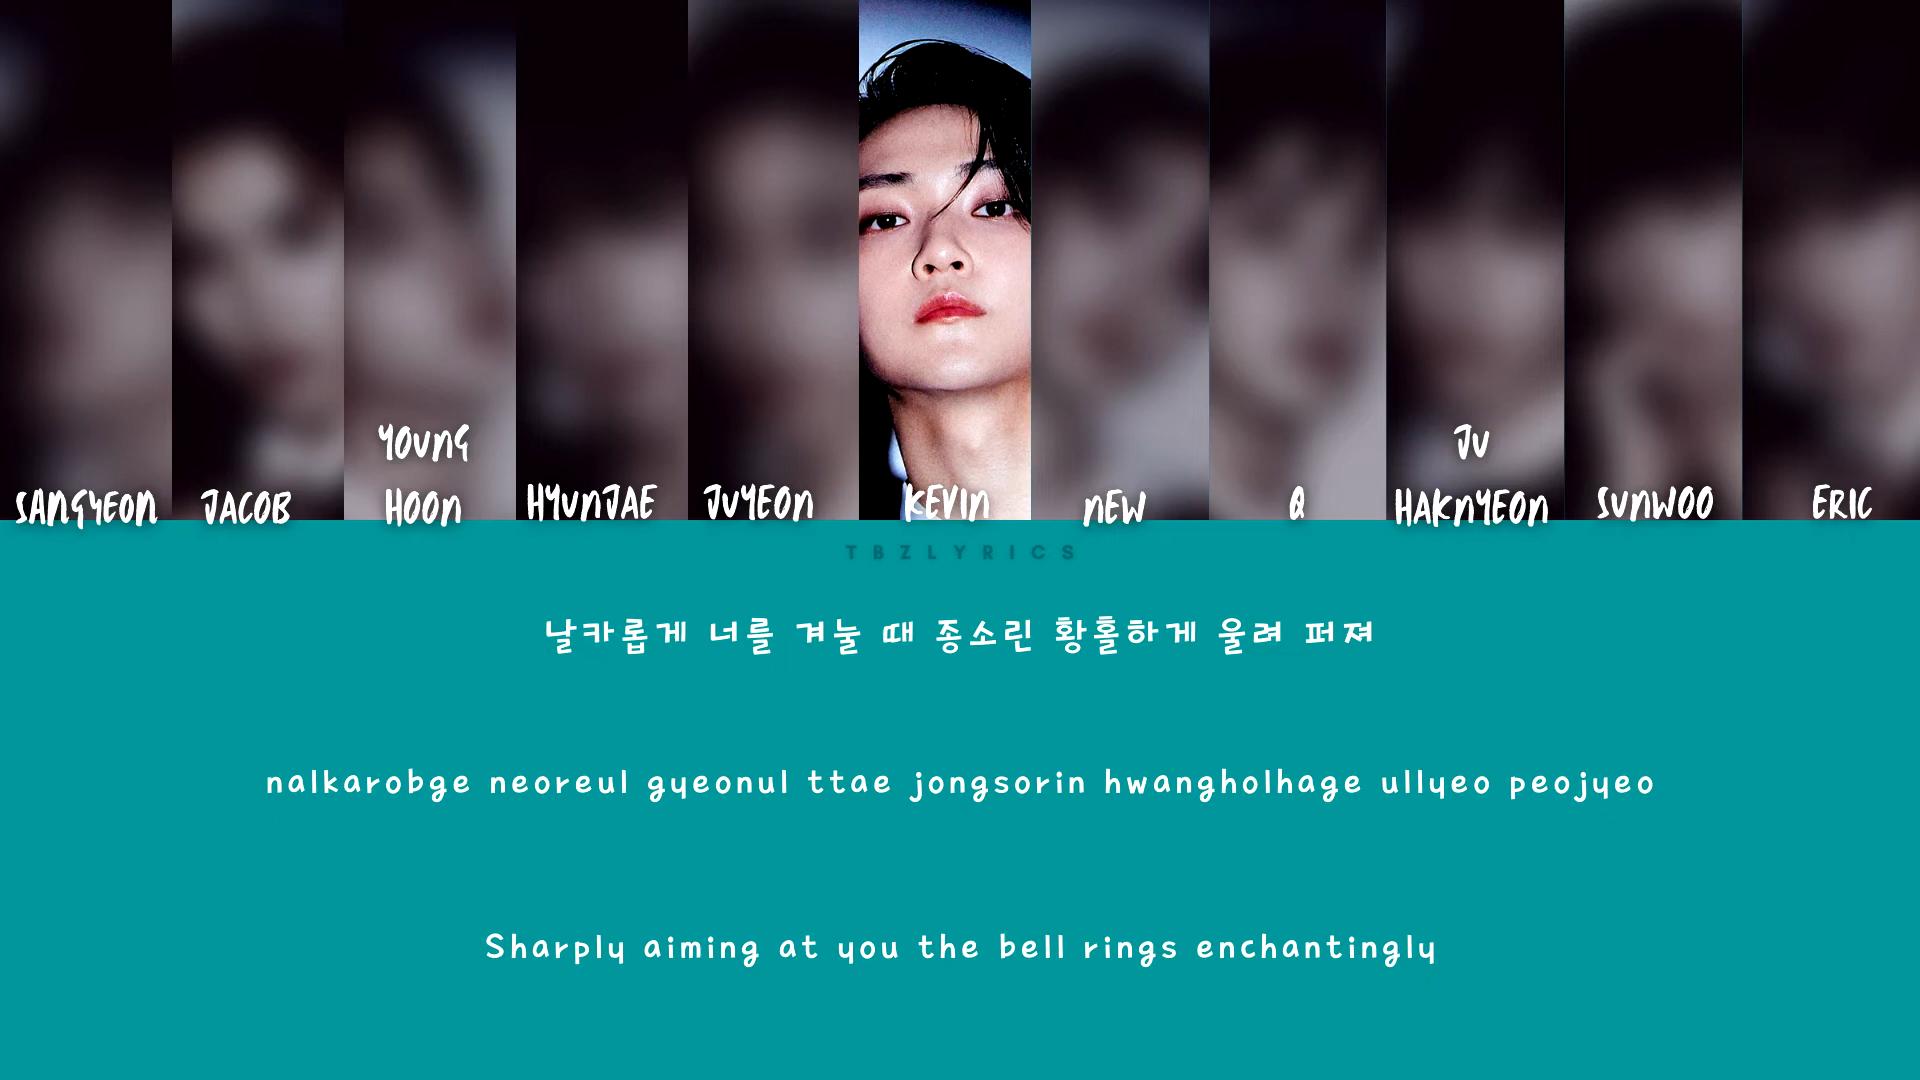 YOUNG
JU
SANGYEON JACOB HOON HYUNJAE JUYEON KEVIN NEW Q HAKNYEON SUNWOO ERIC
TBZLYRICS
날카롭게 너를 겨눌 때 종소린 황홀하게 울려 퍼져
nalkarobge neoreul gyeonul ttae jongsorin hwangholhage ullyeo peojyeo
Sharply aiming at you the bell rings enchantingly